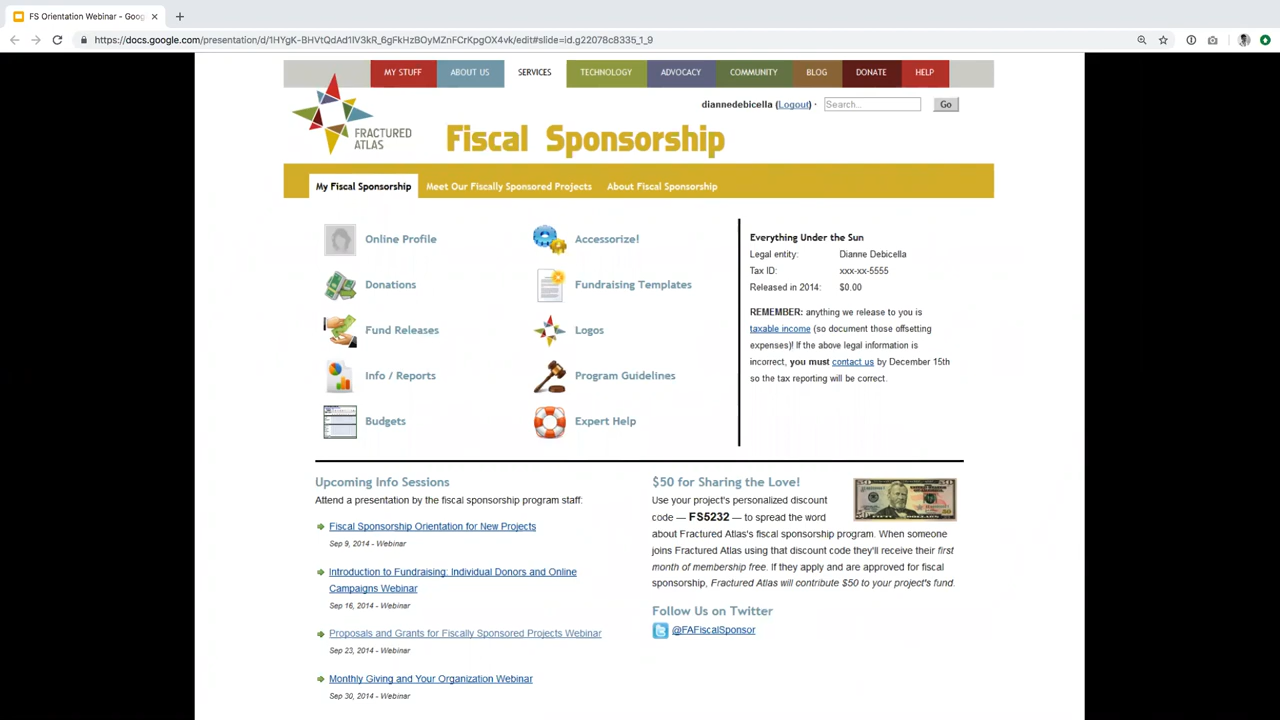 FS Orientation Webinar - Goog
https://docs.google.com/presentation/d/1HYgK-BHVtQdAd1IV3kR_6gFkHzBOyMZnFCrKpgOX4vk/edit#slide=id.g22078c8335_1_9
MY STUFF ABOUT US SERVICES TECHNOLOGY ADVOCACY COMMUNITY BLOG DONATE HELP
diannedebicella (Logout) · Search... Go
FRACTURED
ATLAS
Fiscal Sponsorship
My Fiscal Sponsorship Meet Our Fiscally Sponsored Projects About Fiscal Sponsorship
Online Profile
Accessorize!
Donations
Fundraising Templates
Fund Releases
Logos
Info / Reports
Program Guidelines
Budgets
Expert Help
Everything Under the Sun
Legal entity: Dianne Debicella
Tax ID: xxx-xx-5555
Released in 2014: $0.00
REMEMBER: anything we release to you is
taxable income (so document those offsetting
expenses)! If the above legal information is
incorrect, you must contact us by December 15th
so the tax reporting will be correct.
Upcoming Info Sessions
Attend a presentation by the fiscal sponsorship program staff:
Fiscal Sponsorship Orientation for New Projects
Sep 9, 2014 - Webinar
Introduction to Fundraising: Individual Donors and Online
Campaigns Webinar
Sep 16, 2014 - Webinar
Proposals and Grants for Fiscally Sponsored Projects Webinar
Sep 23, 2014 - Webinar
Monthly Giving and Your Organization Webinar
Sep 30, 2014 - Webinar
$50 for Sharing the Love!
Use your project's personalized discount
code — FS5232 — to spread the word
about Fractured Atlas's fiscal sponsorship program. When someone
joins Fractured Atlas using that discount code they'll receive their first
month of membership free. If they apply and are approved for fiscal
sponsorship, Fractured Atlas will contribute $50 to your project's fund.
Follow Us on Twitter
@FAFiscalSponsor